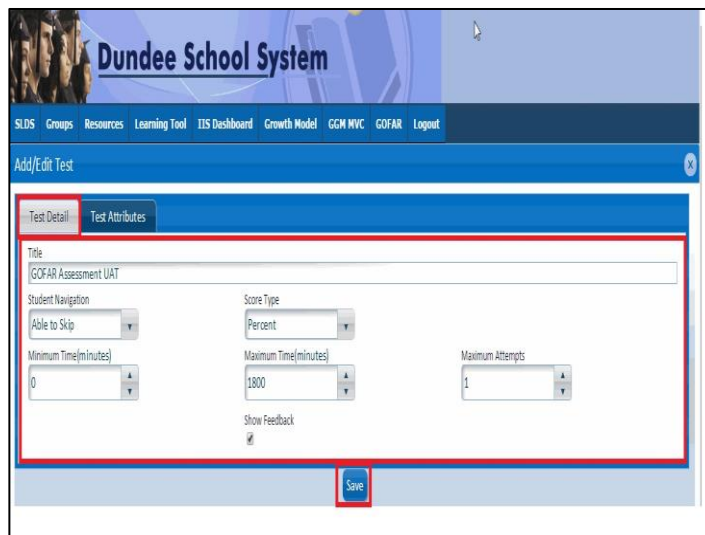 Dundee School System
SLDS Groups Resources Learning Tool IIS Dashboard Growth Model GGM MVC GOFAR Logout
Add/Edit Test
Test Detail Test Attributes
Title
GOFAR Assessment UAT
Student Navigation Score Type
Able to Skip Percent
Minimum Time(minutes) Maximum Time(minutes) Maximum Attempts
0 1800 1
Show Feedback
Save